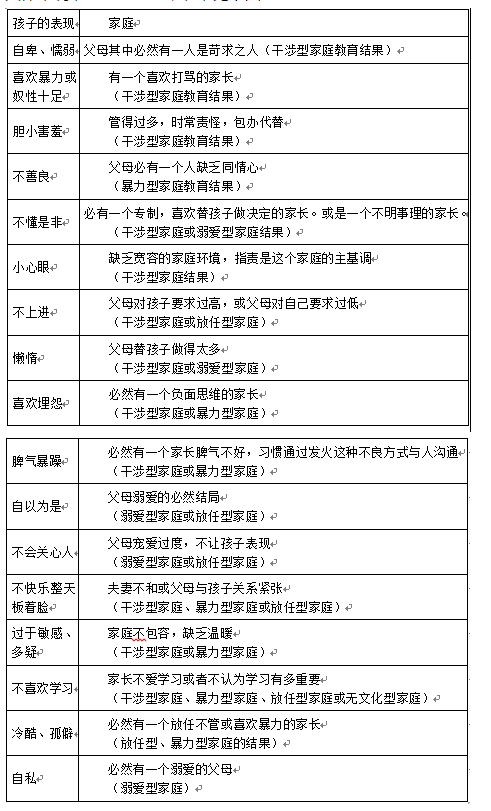 孩子的表现 家庭
自卑、懦弱 父母其中必然有一人是苛求之人（干涉型家庭教育结果）
喜欢暴力或 有一个喜欢打骂的家长
奴性十足 （干涉型家庭教育结果）
胆小害羞 管得过多，时常责怪，包办代替
（干涉型家庭教育结果）
不善良 父母必有一个人缺乏同情心
（暴力型家庭教育结果）
不懂是非 必有一个专制，喜欢替孩子做决定的家长。或是一个不明事理的家长。
（干涉型家庭或溺爱型家庭结果）
小心眼 缺乏宽容的家庭环境，指责是这个家庭的主基调
（干涉型家庭结果）
不上进 父母对孩子要求过高，或父母对自己要求过低
（干涉型家庭或放任型家庭）
懒惰 父母替孩子做得太多
（干涉型家庭或溺爱型家庭）
喜欢埋怨 必然有一个负面思维的家长
（干涉型家庭或暴力型家庭）
脾气暴躁 必然有一个家长脾气不好，习惯通过发火这种不良方式与人沟通
（干涉型家庭或暴力型家庭）
自以为是 父母溺爱的必然结局
（溺爱型家庭或放任型家庭）
不会关心人 父母宠爱过度，不让孩子表现
（溺爱型家庭或放任型家庭）
不快乐整天 夫妻不和或父母与孩子关系紧张
板着脸 （干涉型家庭、暴力型家庭或放任型家庭）
过于敏感、 家庭不包容，缺乏温暖
多疑 （干涉型家庭或暴力型家庭）
不喜欢学习 家长不爱学习或者不认为学习有多重要
（干涉型家庭、暴力型家庭、放任型家庭或无文化型家庭）
冷酷、孤僻 必然有一个放任不管或喜欢暴力的家长
（放任型、暴力型家庭的结果）
自私 必然有一个溺爱的父母
（溺爱型家庭）